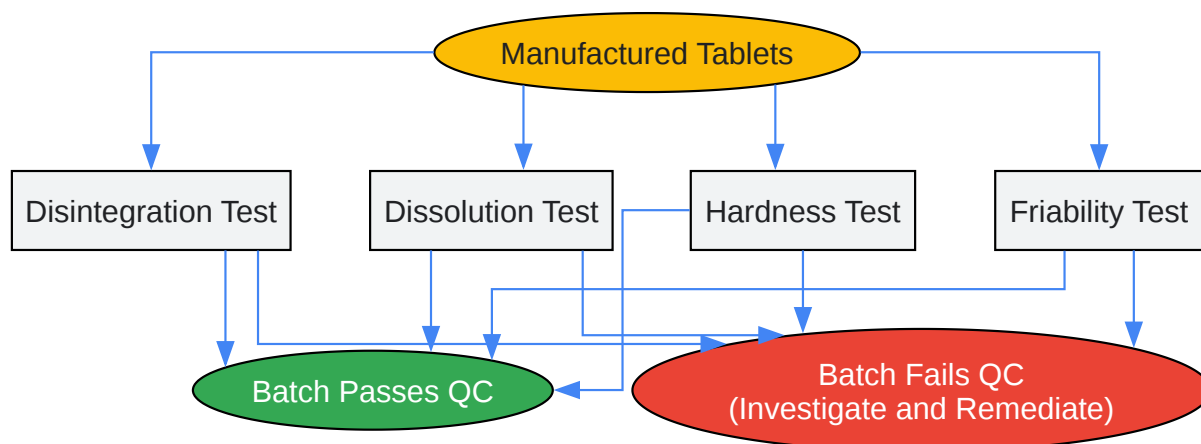 Manufactured Tablets
Disintegration Test
Dissolution Test
Hardness Test
Friability Test
Batch Passes QC
Batch Fails QC
(Investigate and Remediate)